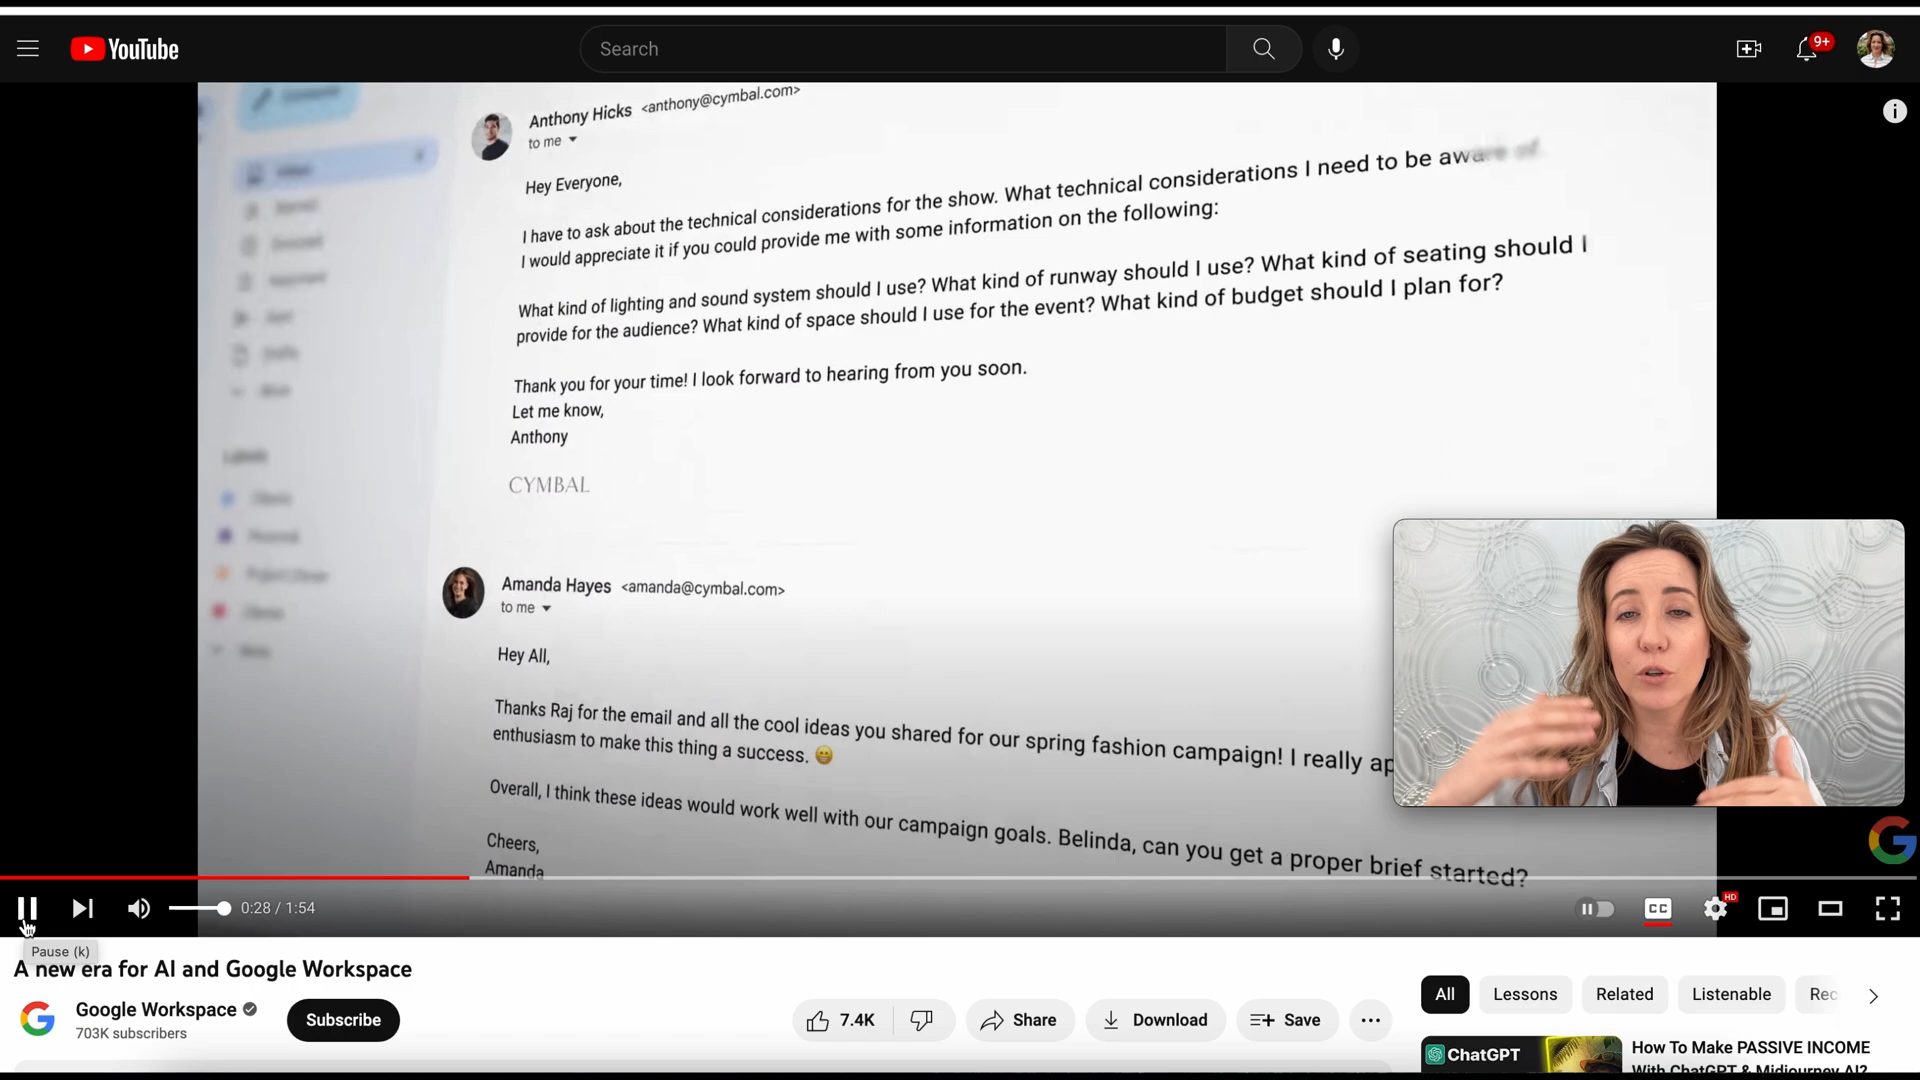 YouTube
Search
9+
Anthony Hicks <anthony@cymbal.com>
to me
Hey Everyone,
I have to ask about the technical considerations for the show. What technical considerations I need to be aware of.
I would appreciate it if you could provide me with some information on the following:
What kind of lighting and sound system should I use? What kind of runway should I use? What kind of seating should I
provide for the audience? What kind of space should I use for the event? What kind of budget should I plan for?
Thank you for your time! I look forward to hearing from you soon.
Let me know,
Anthony
CYMBAL
Amanda Hayes <amanda@cymbal.com>
to me
Hey All,
Thanks Raj for the email and all the cool ideas you shared for our spring fashion campaign! I really ap
enthusiasm to make this thing a success. 😁
Overall, I think these ideas would work well with our campaign goals. Belinda, can you get a proper brief started?
Cheers,
Amanda
0:28 / 1:54
CC
HD
Pause (k)
A new era for AI and Google Workspace
Google Workspace
703K subscribers
Subscribe
7.4K
Share
Download
Save
All
Lessons
Related
Listenable
Rec
ChatGPT
How To Make PASSIVE INCOME
With ChatGPT & Midjourney AI?